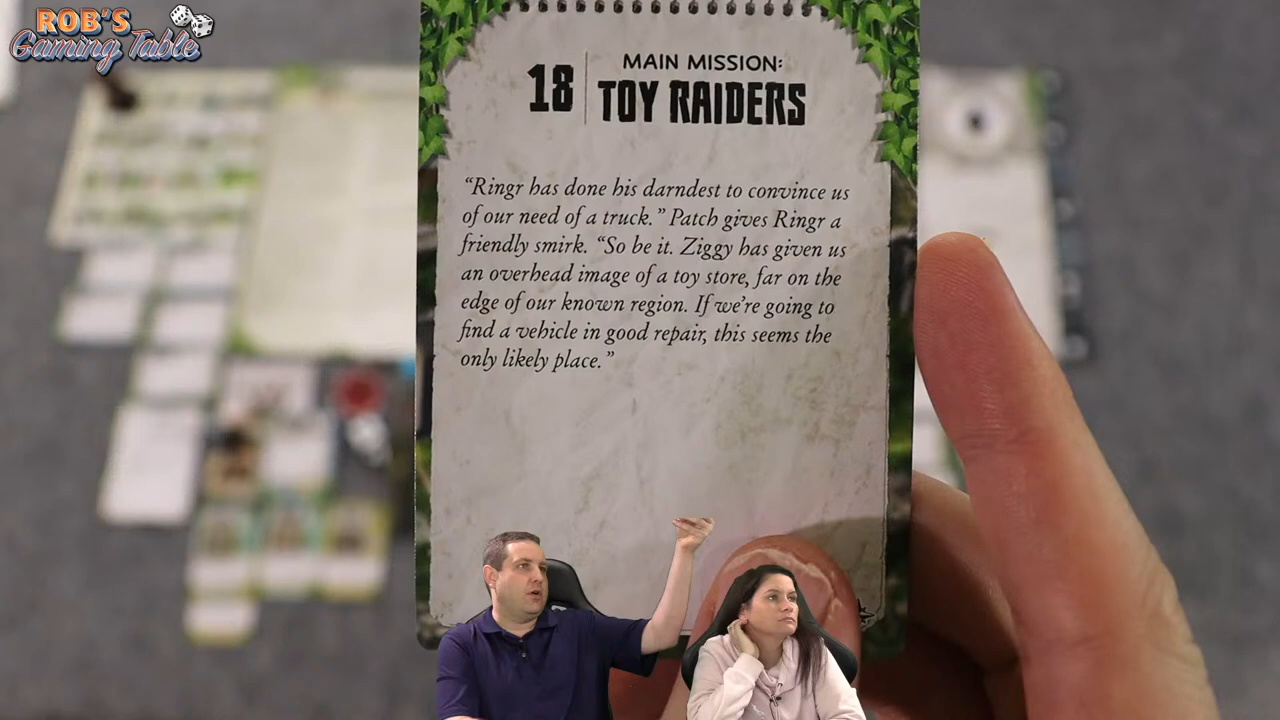 ROB'S
Gaming Table
18
MAIN MISSION:
TOY RAIDERS
“Ringr has done his darndest to convince us
of our need of a truck.” Patch gives Ringr a
friendly smirk. “So be it. Ziggy has given us
an overhead image of a toy store, far on the
edge of our known region. If we’re going to
find a vehicle in good repair, this seems the
only likely place.”